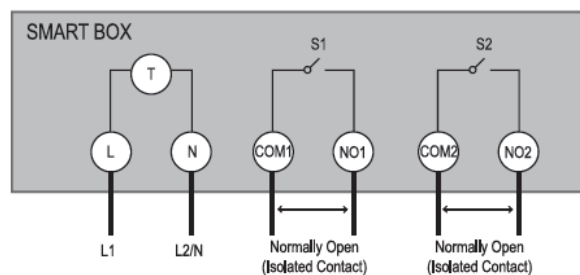 SMART BOX
S1
S2
T
L
N
COM1
NO1
COM2
NO2
L1
L2/N
Normally Open
(Isolated Contact)
Normally Open
(Isolated Contact)